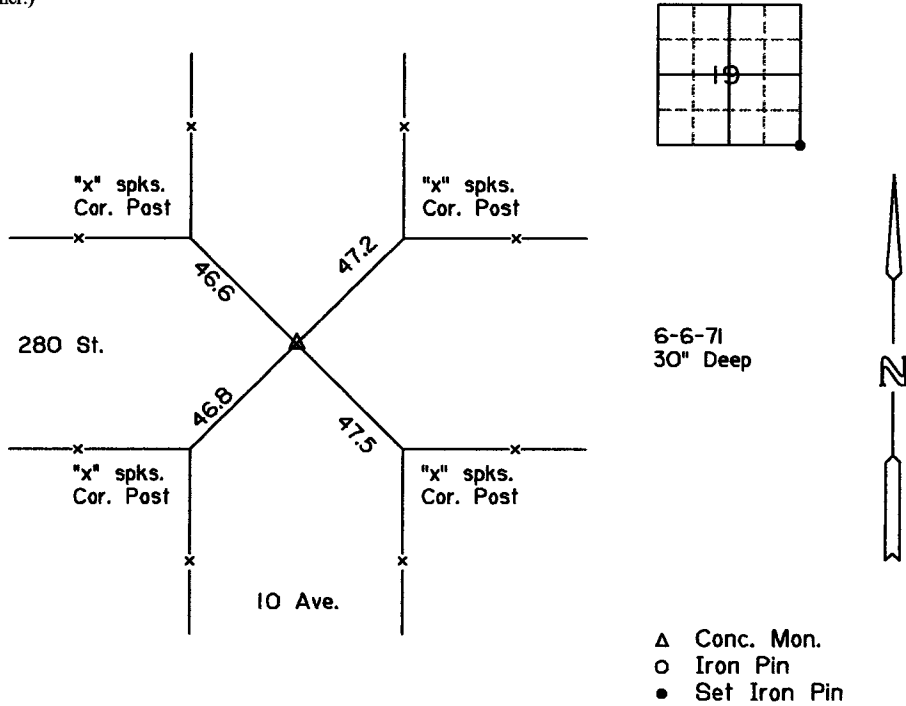 ner.)
19
"x" spks.
Cor. Post
"x" spks.
Cor. Post
46.6
47.2
280 St.
6-6-71
30" Deep
N
46.8
47.5
"x" spks.
Cor. Post
"x" spks.
Cor. Post
10 Ave.
Δ Conc. Mon.
○ Iron Pin
● Set Iron Pin